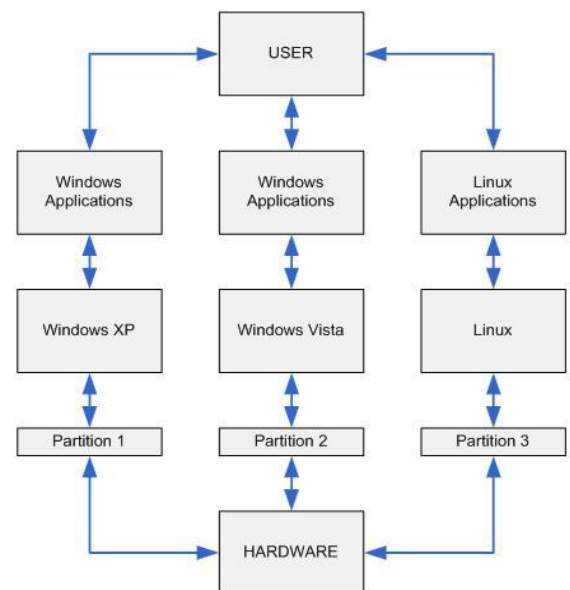 USER
Windows
Applications
Windows
Applications
Linux
Applications
Windows XP
Windows Vista
Linux
Partition 1
Partition 2
Partition 3
HARDWARE